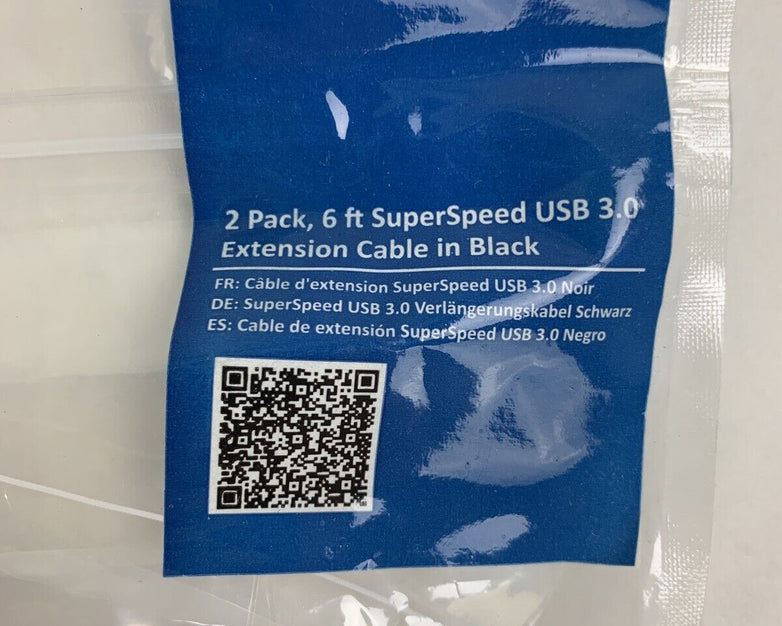 2 Pack, 6 ft SuperSpeed USB 3.0
Extension Cable in Black
FR: Câble d'extension SuperSpeed USB 3.0 Noir
DE: SuperSpeed USB 3.0 Verlängerungskabel Schwarz
ES: Cable de extensión SuperSpeed USB 3.0 Negro